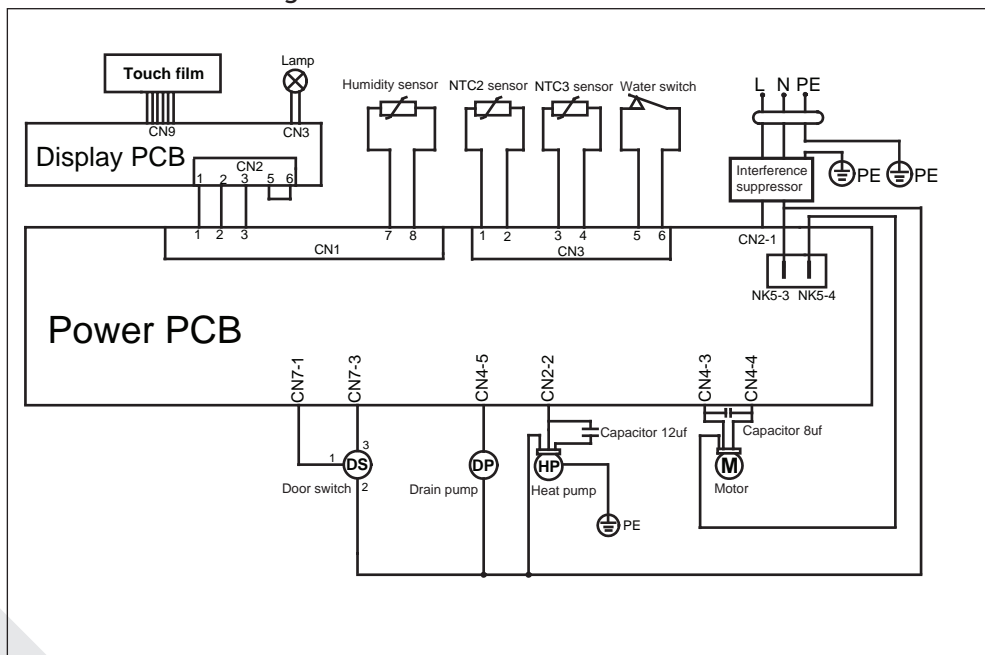 Touch film
Lamp
Humidity sensor
NTC2 sensor
NTC3 sensor
Water switch
L N PE
CN9
CN3
Display PCB
CN2
1 2 3 5 6
Interference
suppressor
PE
PE
1 2 3
7 8
CN1
1 2 3 4 5 6
CN3
CN2-1
NK5-3 NK5-4
Power PCB
CN7-1
CN7-3
CN4-5
CN2-2
CN4-3
CN4-4
Capacitor 12uf
Capacitor 8uf
3
1
DS
2
DP
HP
M
Door switch
Drain pump
Heat pump
Motor
PE